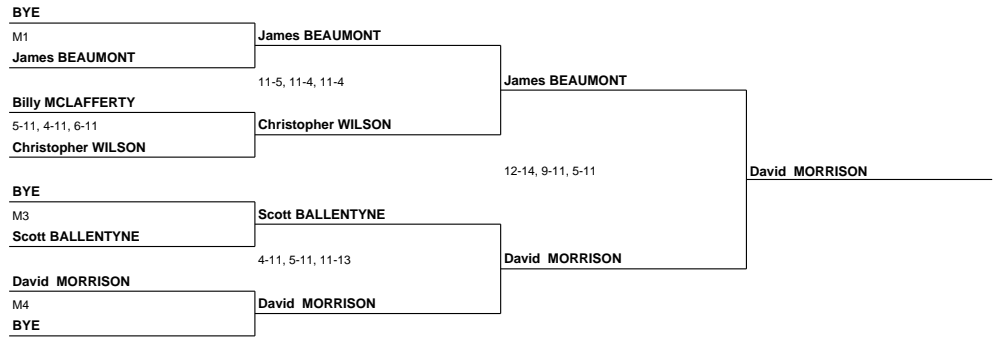 BYE
M1
James BEAUMONT
James BEAUMONT
11-5, 11-4, 11-4
James BEAUMONT
Billy MCLAFFERTY
5-11, 4-11, 6-11
Christopher WILSON
Christopher WILSON
12-14, 9-11, 5-11
David MORRISON
BYE
M3
Scott BALLENTYNE
Scott BALLENTYNE
4-11, 5-11, 11-13
David MORRISON
David MORRISON
M4
David MORRISON
BYE